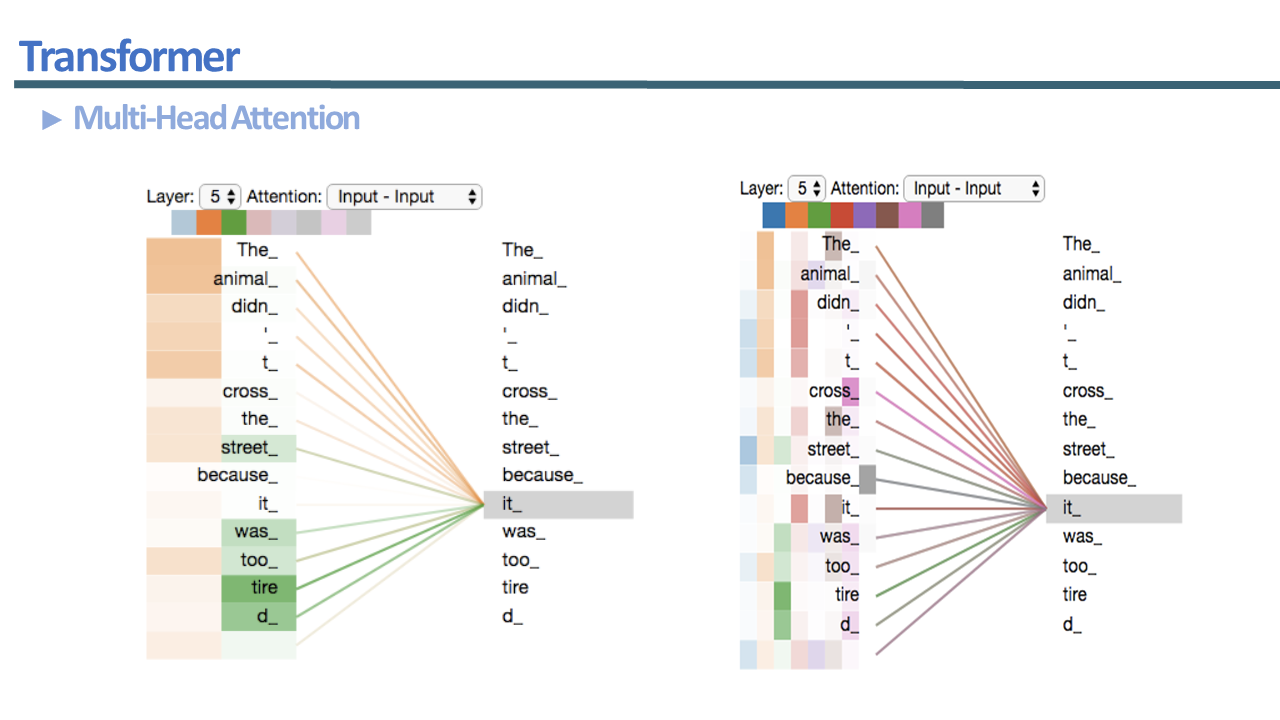 Transformer
► Multi-Head Attention
Layer: 5 Attention: Input - Input
The_ The_
animal_ animal_
didn_ didn_
'_ '_
t_ t_
cross_ cross_
the_ the_
street_ street_
because_ because_
it_ it_
was_ was_
too_ too_
tire tire
d_ d_
Layer: 5 Attention: Input - Input
The_ The_
animal_ animal_
didn_ didn_
'_ '_
t_ t_
cross_ cross_
the_ the_
street_ street_
because_ because_
it_ it_
was_ was_
too_ too_
tire tire
d_ d_